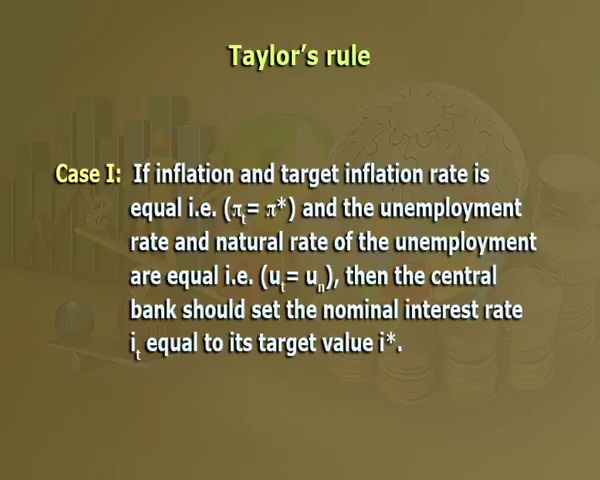 Taylor's rule
Case I: If inflation and target inflation rate is
equal i.e. (πₜ= π*) and the unemployment
rate and natural rate of the unemployment
are equal i.e. (uₜ= uₙ), then the central
bank should set the nominal interest rate
iₜ equal to its target value i*.